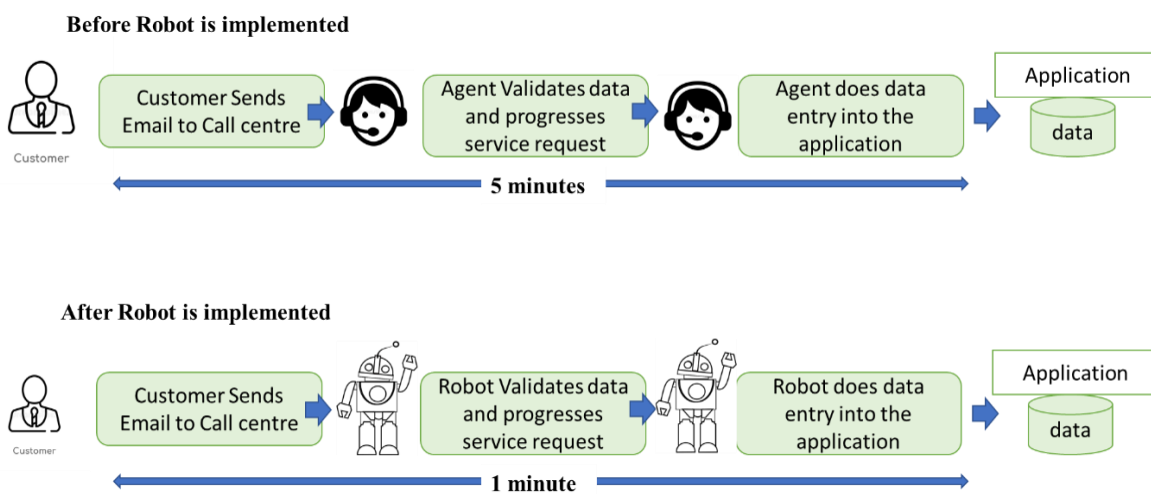 Before Robot is implemented
Customer
Customer Sends
Email to Call centre
Agent Validates data
and progresses
service request
Agent does data
entry into the
application
Application
data
5 minutes
After Robot is implemented
Customer
Customer Sends
Email to Call centre
Robot Validates data
and progresses
service request
Robot does data
entry into the
application
Application
data
1 minute